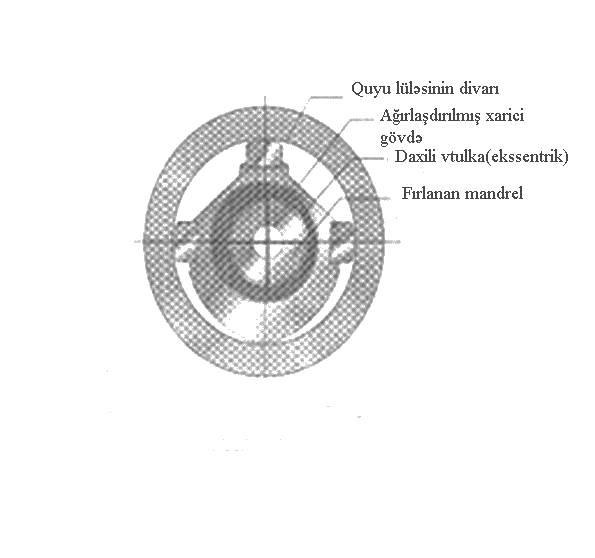 Quyu lüləsinin divarı
Ağırlaşdırılmış xarici
gövdə
Daxili vtulka(ekssentrik)
Fırlanan mandrel